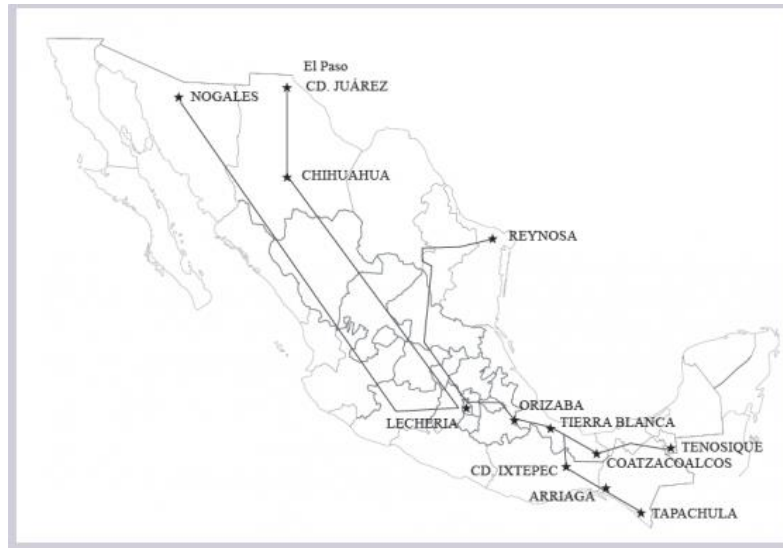 El Paso
CD. JUÁREZ
NOGALES
CHIHUAHUA
REYNOSA
ORIZABA
LECHERIA
TIERRA BLANCA
TENOSIQUE
COATZACOALCOS
CD. IXTEPEC
ARRIAGA
TAPACHULA